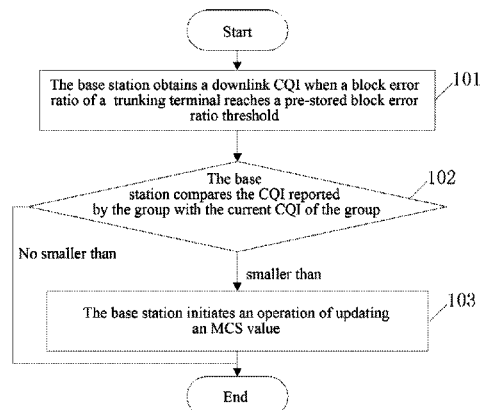 Start
The base station obtains a downlink CQI when a block error
ratio of a trunking terminal reaches a pre-stored block error
ratio threshold
101
The base
station compares the CQI reported
by the group with the current CQI of the group
102
No smaller than
smaller than
The base station initiates an operation of updating
an MCS value
103
End